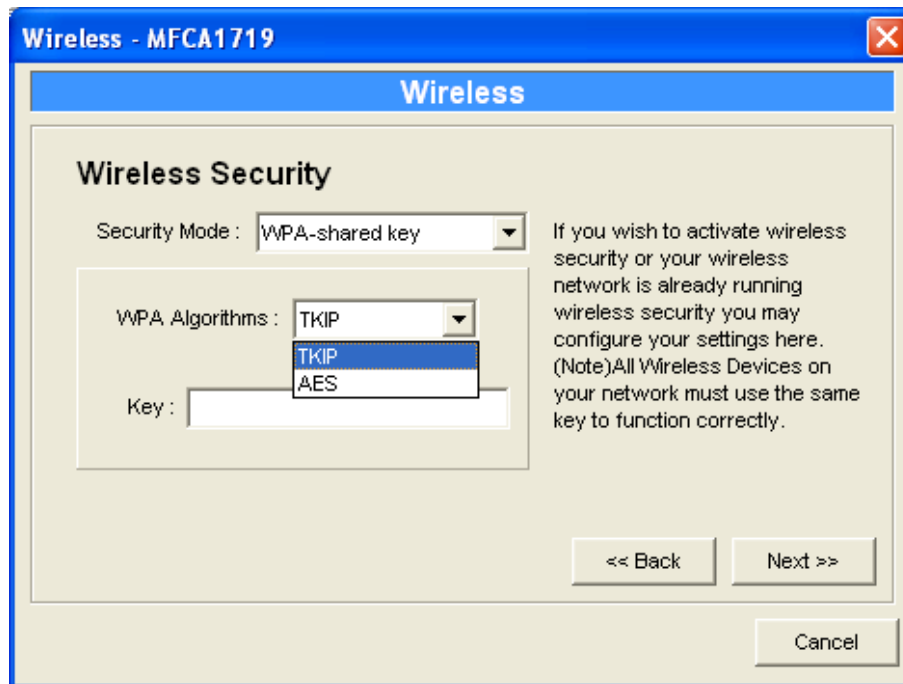 Wireless - MFCA1719
Wireless
Wireless Security
Security Mode : WPA-shared key
WPA Algorithms : TKIP
TKIP
AES
Key :
If you wish to activate wireless
security or your wireless
network is already running
wireless security you may
configure your settings here.
(Note)All Wireless Devices on
your network must use the same
key to function correctly.
<< Back
Next >>
Cancel